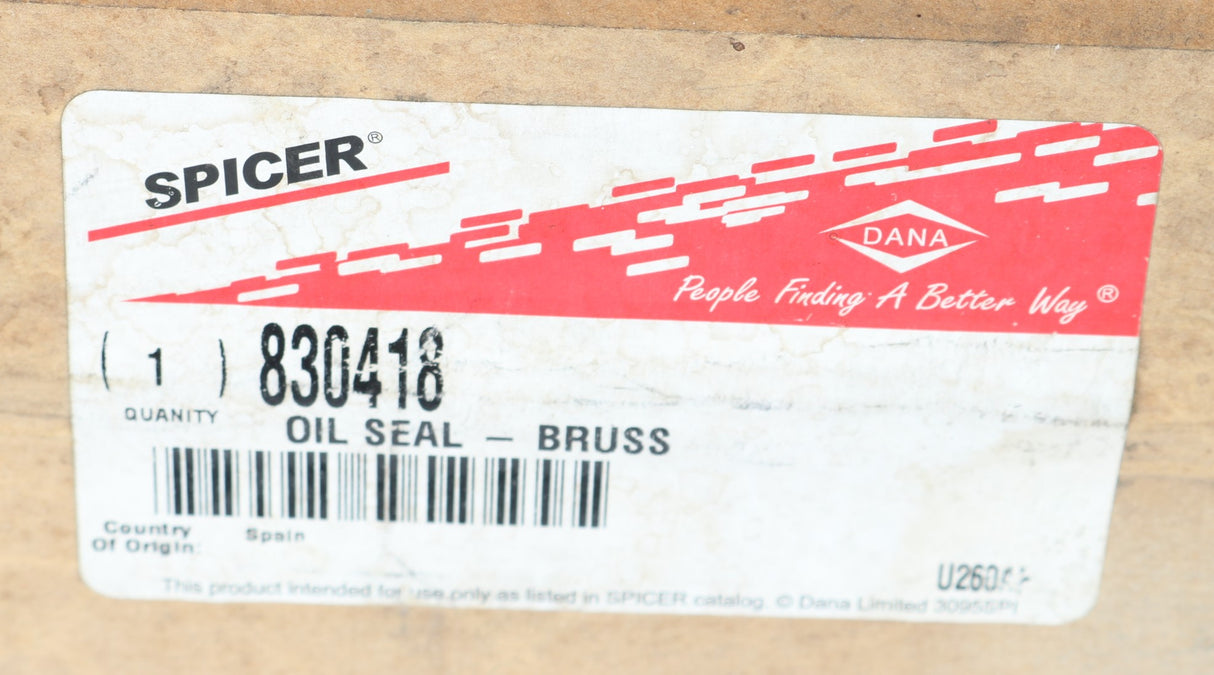 SPICER®
DANA
People Finding A Better Way ®
( 1 ) 830418
QUANITY
OIL SEAL – BRUSS
Country Spain
Of Origin:
This product intended for use only as listed in SPICER catalog. © Dana Limited